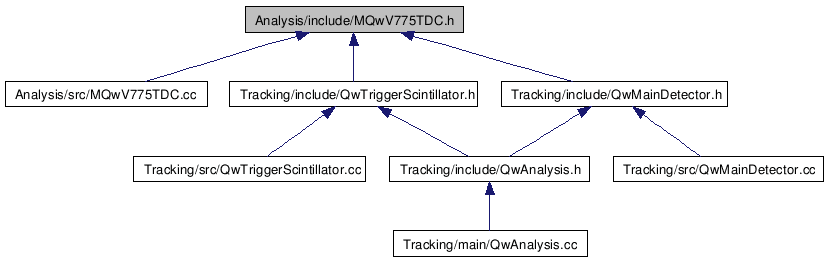 Analysis/include/MQwV775TDC.h
Analysis/src/MQwV775TDC.cc
Tracking/include/QwTriggerScintillator.h
Tracking/include/QwMainDetector.h
Tracking/src/QwTriggerScintillator.cc
Tracking/include/QwAnalysis.h
Tracking/src/QwMainDetector.cc
Tracking/main/QwAnalysis.cc